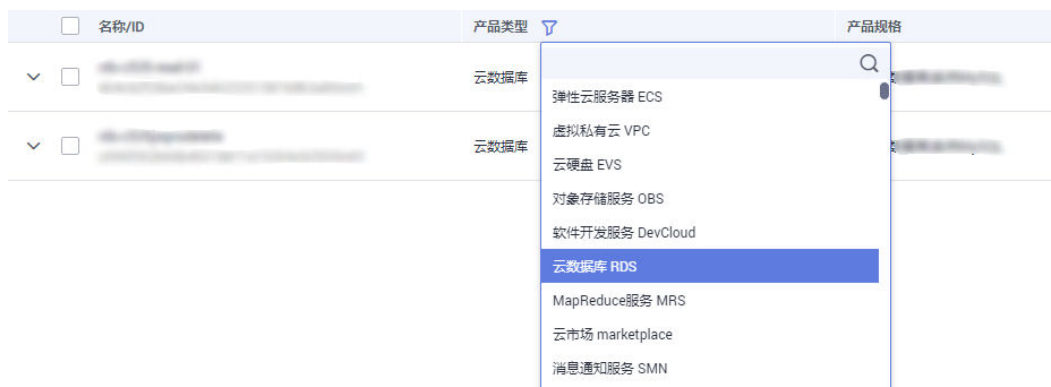 名称/ID 产品类型 产品规格
云数据库
弹性云服务器 ECS
虚拟私有云 VPC
云数据库
云硬盘 EVS
对象存储服务 OBS
软件开发服务 DevCloud
云数据库 RDS
MapReduce服务 MRS
云市场 marketplace
消息通知服务 SMN